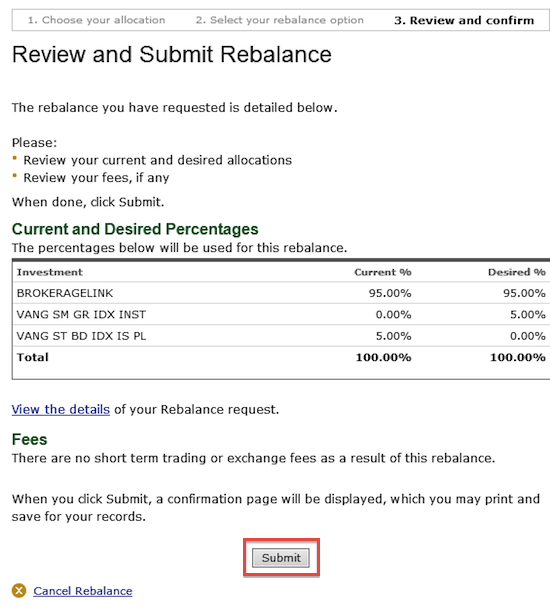 1. Choose your allocation 2. Select your rebalance option 3. Review and confirm
Review and Submit Rebalance
The rebalance you have requested is detailed below.
Please:
Review your current and desired allocations
Review your fees, if any
When done, click Submit.
Current and Desired Percentages
The percentages below will be used for this rebalance.
Investment Current % Desired %
BROKERAGELINK 95.00% 95.00%
VANG SM GR IDX INST 0.00% 5.00%
VANG ST BD IDX IS PL 5.00% 0.00%
Total 100.00% 100.00%
View the details of your Rebalance request.
Fees
There are no short term trading or exchange fees as a result of this rebalance.
When you click Submit, a confirmation page will be displayed, which you may print and
save for your records.
Submit
Cancel Rebalance